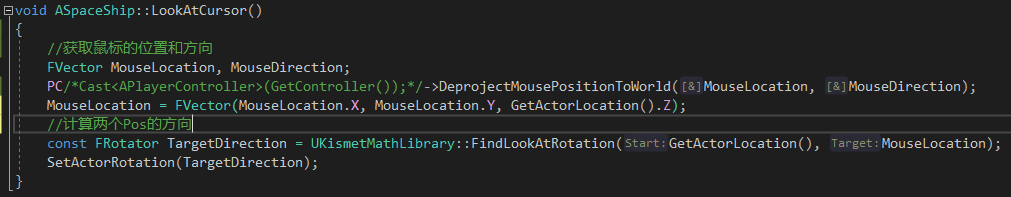 void ASpaceShip::LookAtCursor()
{
//获取鼠标的位置和方向
FVector MouseLocation, MouseDirection;
PC/*Cast<APlayerController>(GetController());*/->DeprojectMousePositionToWorld([&]MouseLocation, [&]MouseDirection);
MouseLocation = FVector(MouseLocation.X, MouseLocation.Y, GetActorLocation().Z);
//计算两个Pos的方向
const FRotator TargetDirection = UKismetMathLibrary::FindLookAtRotation(Start:GetActorLocation(), Target:MouseLocation);
SetActorRotation(TargetDirection);
}